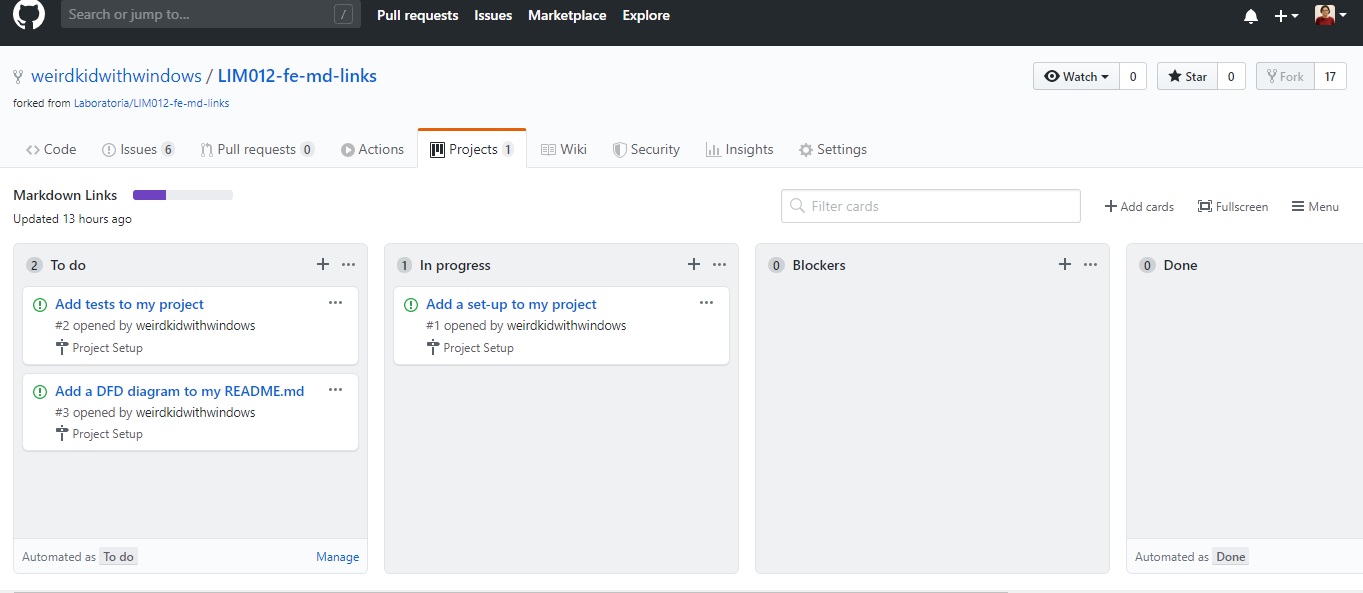 Search or jump to... /
Pull requests Issues Marketplace Explore
weirdkidwithwindows / LIM012-fe-md-links
Watch 0 Star 0 Fork 17
forked from Laboratoria/LIM012-fe-md-links
Code Issues 6 Pull requests 0 Actions Projects 1 Wiki Security Insights Settings
Markdown Links
Updated 13 hours ago
Filter cards
Add cards Fullscreen Menu
2 To do
Add tests to my project
#2 opened by weirdkidwithwindows
Project Setup
Add a DFD diagram to my README.md
#3 opened by weirdkidwithwindows
Project Setup
Automated as To do Manage
1 In progress
Add a set-up to my project
#1 opened by weirdkidwithwindows
Project Setup
0 Blockers
0 Done
Automated as Done